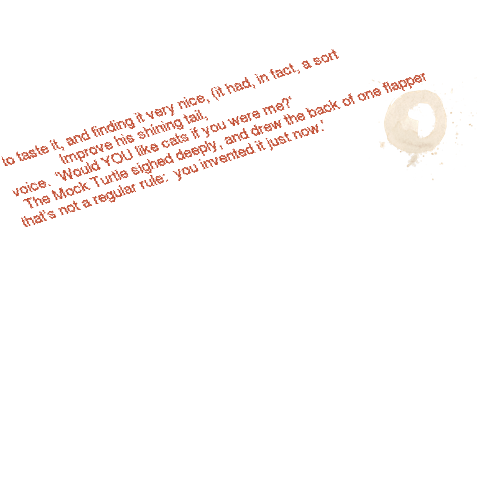 to taste it, and finding it very nice, (it had, in fact, a sort
Improve his shining tail,
voice.  'Would YOU like cats if you were me?'
The Mock Turtle sighed deeply, and drew the back of one flapper
that's not a regular rule:  you invented it just now.'